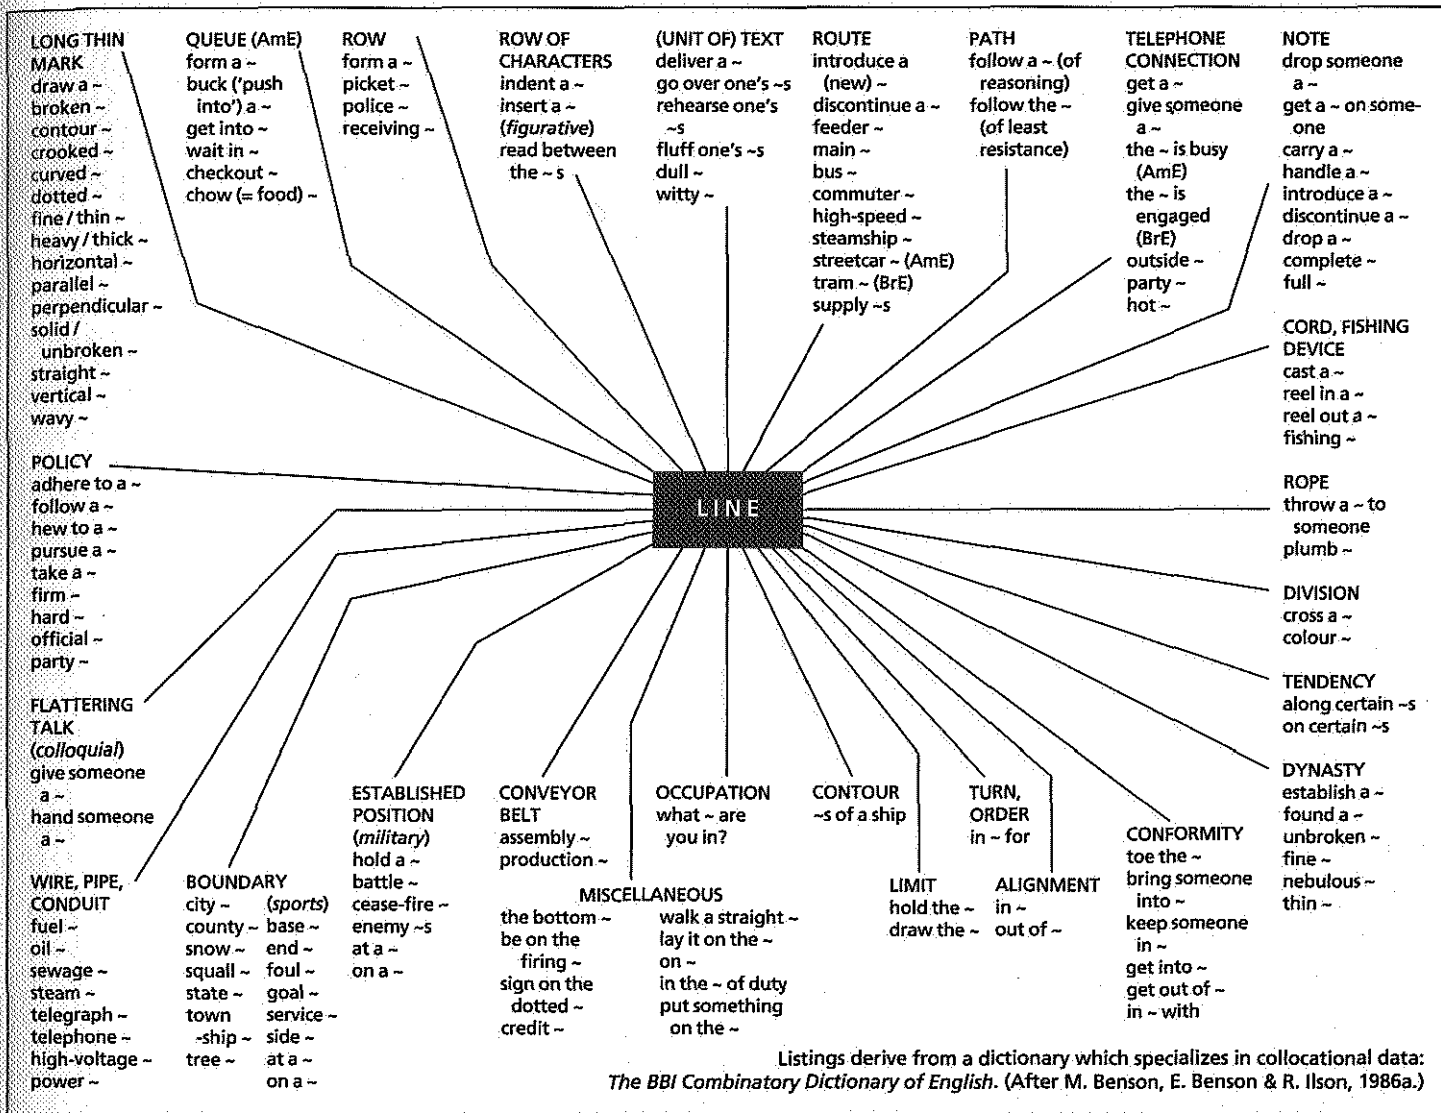 LONG THIN
MARK
draw a ~
broken ~
contour ~
crooked ~
curved ~
dotted ~
fine / thin ~
heavy / thick ~
horizontal ~
parallel ~
perpendicular ~
solid /
unbroken ~
straight ~
vertical ~
wavy ~
QUEUE (AmE)
form a ~
buck ('push
into') a ~
get into ~
wait in ~
checkout ~
chow (= food) ~
ROW
form a ~
picket ~
police ~
receiving ~
ROW OF
CHARACTERS
indent a ~
insert a ~
(figurative)
read between
the ~ s
(UNIT OF) TEXT
deliver a ~
go over one's ~s
rehearse one's
~s
fluff one's ~s
dull ~
witty ~
ROUTE
introduce a
(new) ~
discontinue a ~
feeder ~
main ~
bus ~
commuter ~
high-speed ~
steamship ~
streetcar ~ (AmE)
tram ~ (BrE)
supply ~s
PATH
follow a ~ (of
reasoning)
follow the ~
(of least
resistance)
TELEPHONE
CONNECTION
get a ~
give someone
a ~
the ~ is busy
(AmE)
the ~ is
engaged
(BrE)
outside ~
party ~
hot ~
NOTE
drop someone
a ~
get a ~ on some-
one
carry a ~
handle a ~
introduce a ~
discontinue a ~
drop a ~
complete ~
full ~
CORD, FISHING
DEVICE
cast a ~
reel in a ~
reel out a ~
fishing ~
POLICY
adhere to a ~
follow a ~
hew to a ~
pursue a ~
take a ~
firm ~
hard ~
official ~
party ~
LINE
ROPE
throw a ~ to
someone
plumb ~
DIVISION
cross a ~
colour ~
TENDENCY
along certain ~s
on certain ~s
FLATTERING
TALK
(colloquial)
give someone
a ~
hand someone
a ~
DYNASTY
establish a ~
found a ~
unbroken ~
fine ~
nebulous ~
thin ~
WIRE, PIPE,
CONDUIT
fuel ~
oil ~
sewage ~
steam ~
telegraph ~
telephone ~
high-voltage ~
power ~
BOUNDARY
city ~
county ~
snow ~
squall ~
state ~
town
-ship ~
tree ~
(sports)
base ~
end ~
foul ~
goal ~
service ~
side ~
at a ~
on a ~
ESTABLISHED
POSITION
(military)
hold a ~
battle ~
cease-fire ~
enemy ~s
at a ~
on a ~
CONVEYOR
BELT
assembly ~
production ~
OCCUPATION
what ~ are
you in?
CONTOUR
~s of a ship
TURN,
ORDER
in ~ for
MISCELLANEOUS
the bottom ~
be on the
firing ~
sign on the
dotted ~
credit ~
walk a straight ~
lay it on the ~
on ~
in the ~ of duty
put something
on the ~
LIMIT
hold the ~
draw the ~
ALIGNMENT
in ~
out of ~
CONFORMITY
toe the ~
bring someone
into ~
keep someone
in ~
get into ~
get out of ~
in ~ with
Listings derive from a dictionary which specializes in collocational data:
The BBI Combinatory Dictionary of English. (After M. Benson, E. Benson & R. Ilson, 1986a.)